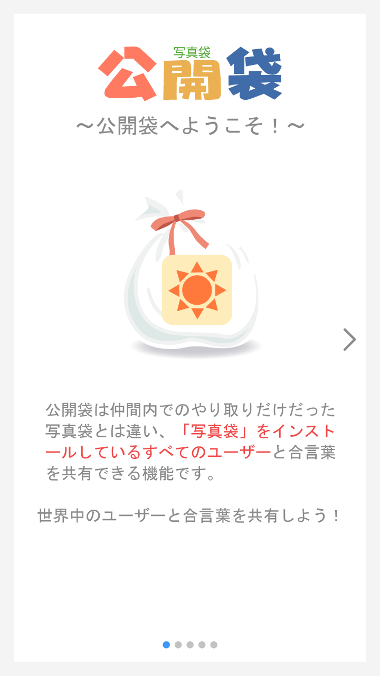 写真袋
公開袋
〜公開袋へようこそ！〜
公開袋は仲間内でのやり取りだけだった
写真袋とは違い、「写真袋」をインスト
ールしているすべてのユーザーと合言葉
を共有できる機能です。
世界中のユーザーと合言葉を共有しよう！